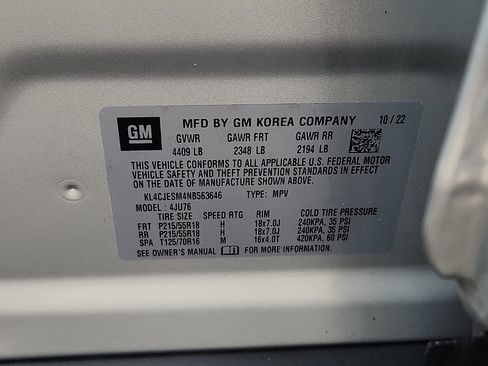 GM MFD BY GM KOREA COMPANY 10 / 22
GVWR GAWR FRT GAWR RR
4409 LB 2348 LB 2194 LB
THIS VEHICLE CONFORMS TO ALL APPLICABLE U.S. FEDERAL MOTOR
VEHICLE SAFETY AND THEFT PREVENTION STANDARDS IN EFFECT
ON THE DATE OF MANUFACTURE SHOWN ABOVE.
KL4CJESM4NB563646 TYPE: MPV
MODEL : 4JU76
TIRE SIZE SPEED RTG RIM COLD TIRE PRESSURE
FRT P215/55R18 H 18x7.0J 240KPA, 35 PSI
RR P215/55R18 H 18x7.0J 240KPA, 35 PSI
SPA T125/70R16 M 16x4.0T 420KPA, 60 PSI
SEE OWNER'S MANUAL FOR MORE INFORMATION.